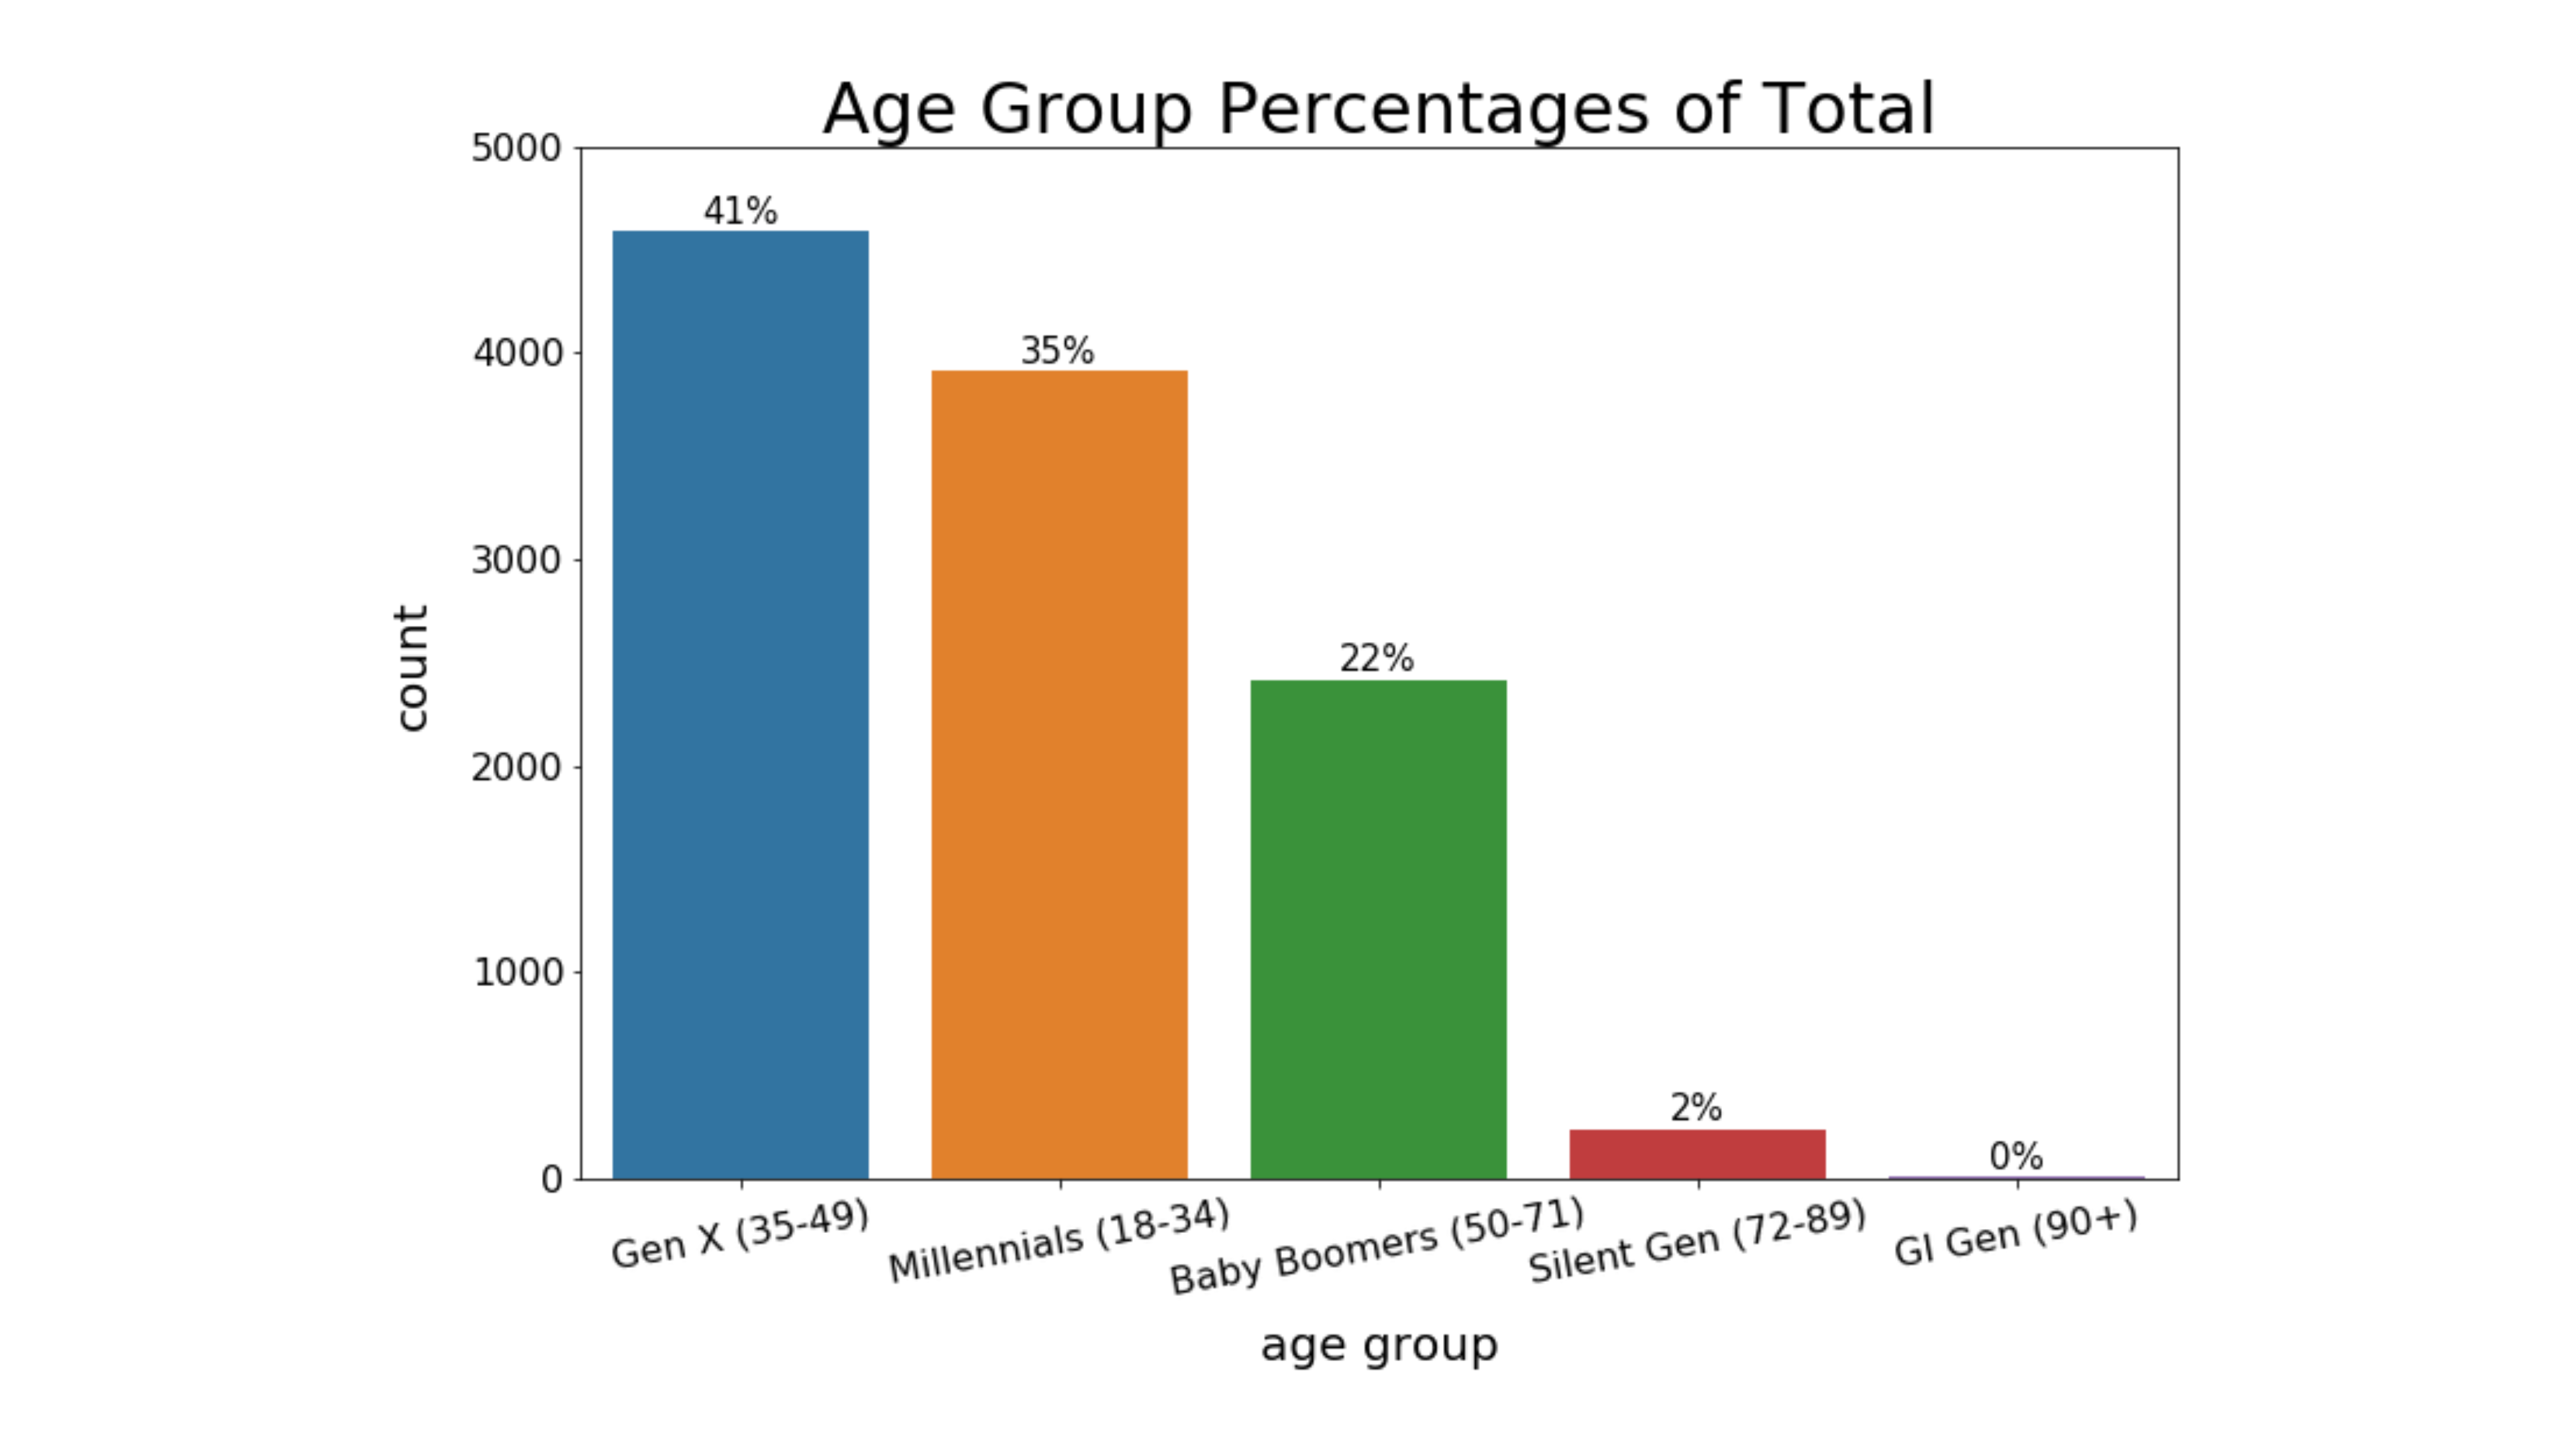 Age Group Percentages of Total
5000
4000
3000
2000
1000
0
count
41%
35%
22%
2%
0%
Gen X (35-49)
Millennials (18-34)
Baby Boomers (50-71)
Silent Gen (72-89)
GI Gen (90+)
age group